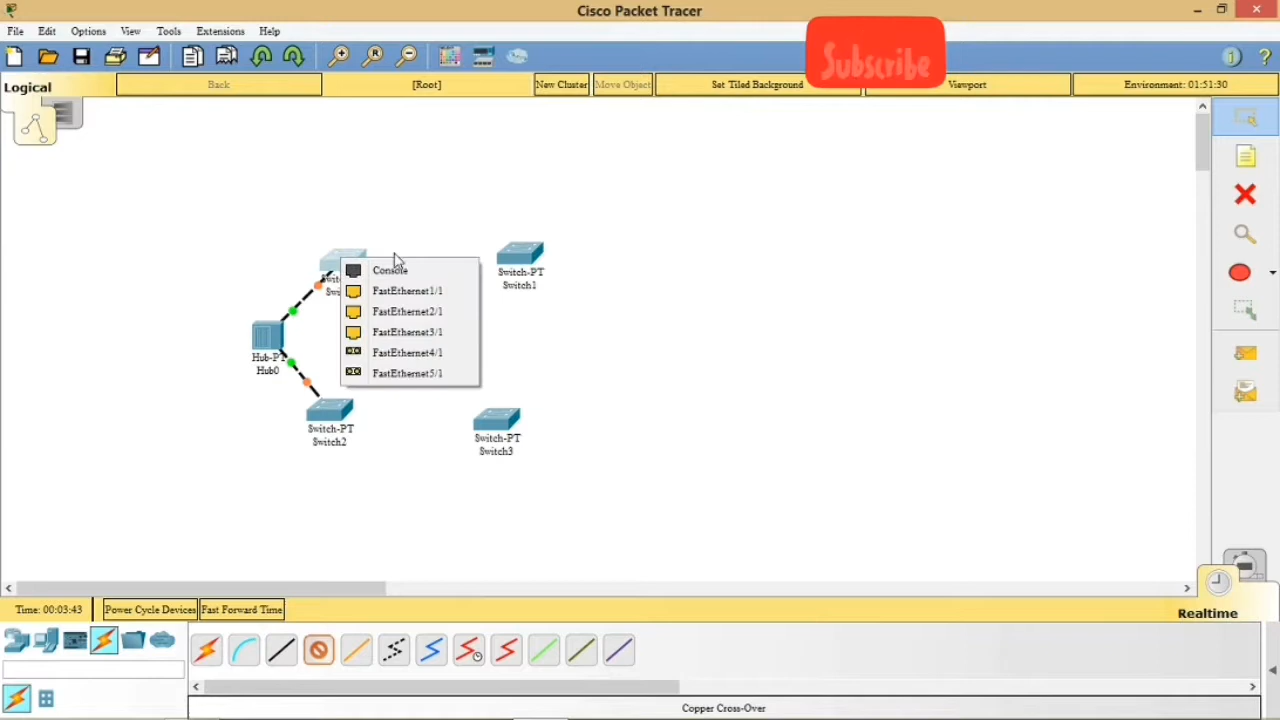 Cisco Packet Tracer
File Edit Options View Tools Extensions Help
Subscribe
Logical Back [Root] New Cluster Move Object Set Tiled Background Viewport Environment: 01:51:30
Console
FastEthernet1/1
FastEthernet2/1
FastEthernet3/1
FastEthernet4/1
FastEthernet5/1
Switch-PT
Switch1
Hub-PT
Hub0
Switch-PT
Switch2
Switch-PT
Switch3
Time: 00:03:43 Power Cycle Devices Fast Forward Time
Realtime
Copper Cross-Over